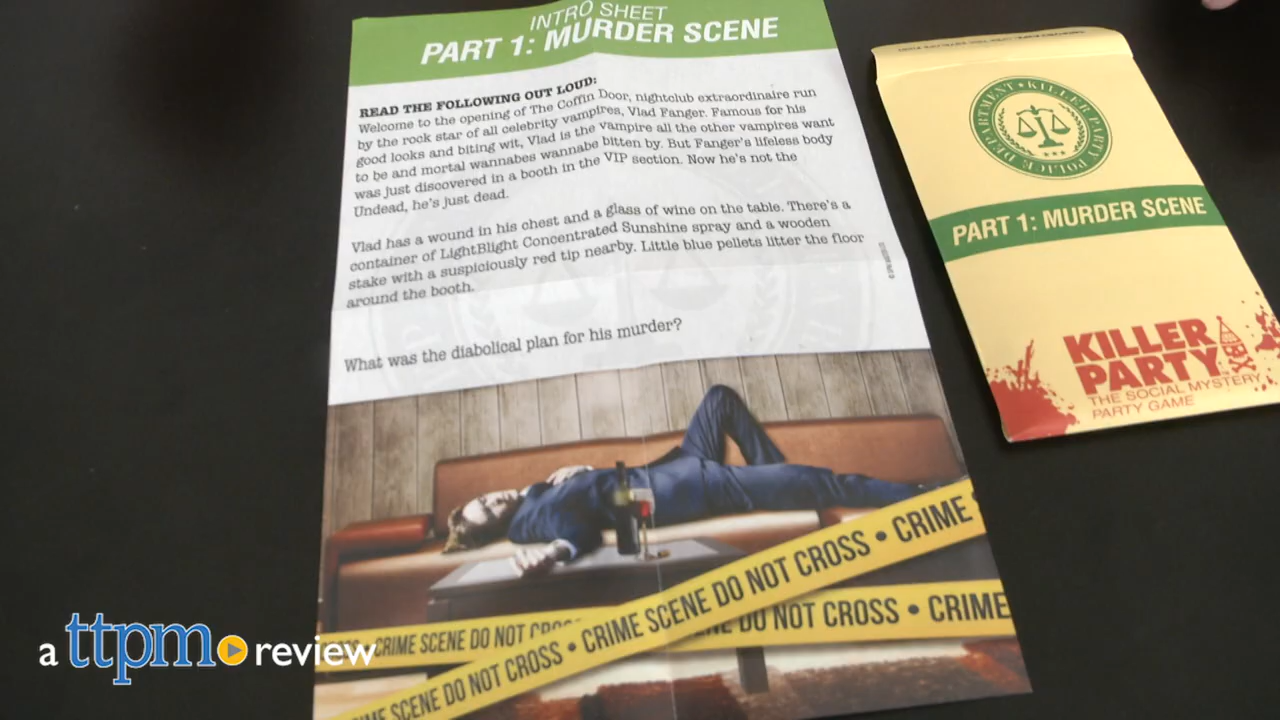 INTRO SHEET
PART 1: MURDER SCENE
READ THE FOLLOWING OUT LOUD:
Welcome to the opening of The Coffin Door, nightclub extraordinaire run
by the rock star of all celebrity vampires, Vlad Fanger. Famous for his
good looks and biting wit, Vlad is the vampire all the other vampires want
to be and mortal wannabes wannabe bitten by. But Fanger's lifeless body
was just discovered in a booth in the VIP section. Now he's not the
Undead, he's just dead.
Vlad has a wound in his chest and a glass of wine on the table. There's a
container of LightBlight Concentrated Sunshine spray and a wooden
stake with a suspiciously red tip nearby. Little blue pellets litter the floor
around the booth.
What was the diabolical plan for his murder?
CRIME SCENE DO NOT CROSS • CRIME
CRIME SCENE DO NOT
DO NOT CROSS • CRIME
SCENE DO NOT CROSS •
KILLER PARTY POLICE DEPARTMENT
PART 1: MURDER SCENE
KILLER
PARTY
THE SOCIAL MYSTERY
PARTY GAME
a ttpm review